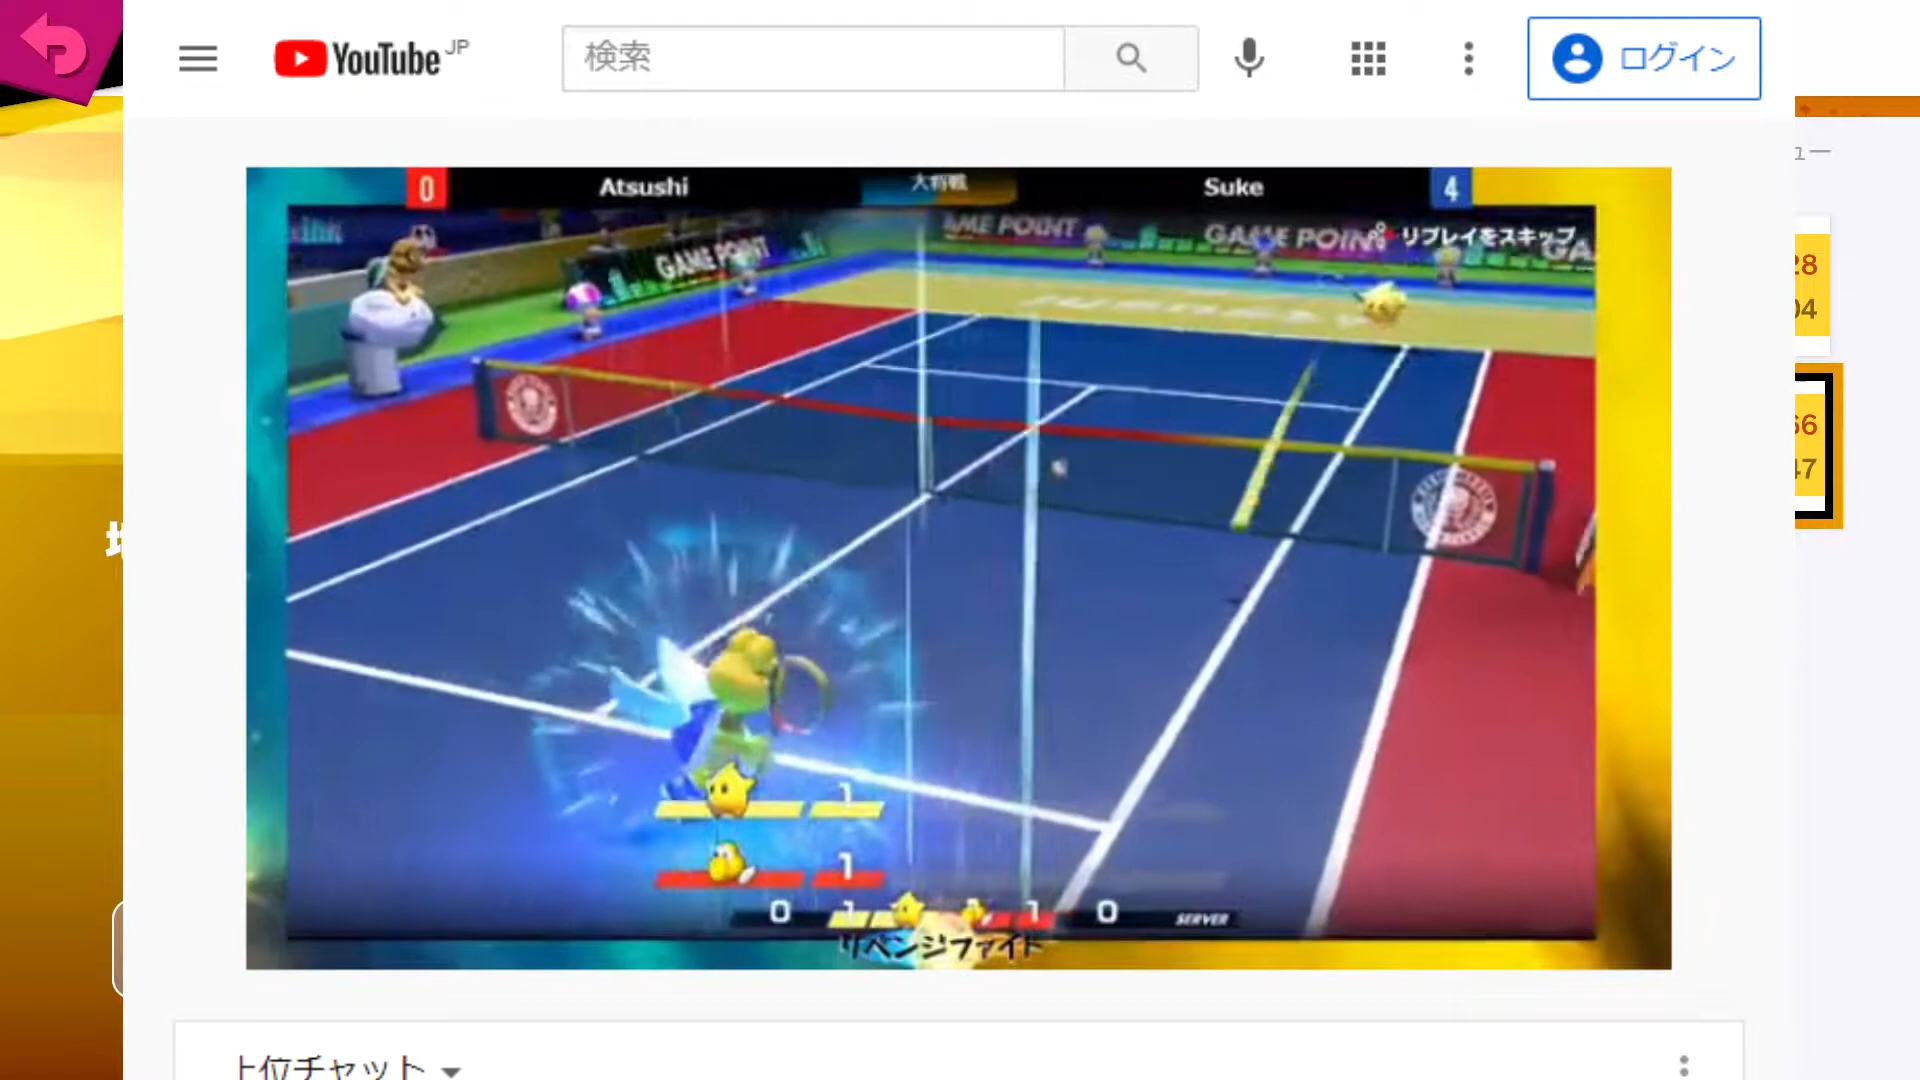 YouTube JP
検索
ログイン
0 Atsushi 大将戦 Suke 4
GAME POINT
GAME POINT
リプレイをスキップ
1
1
0 1 1 0 SERVER
リベンジファイト
上位チャット